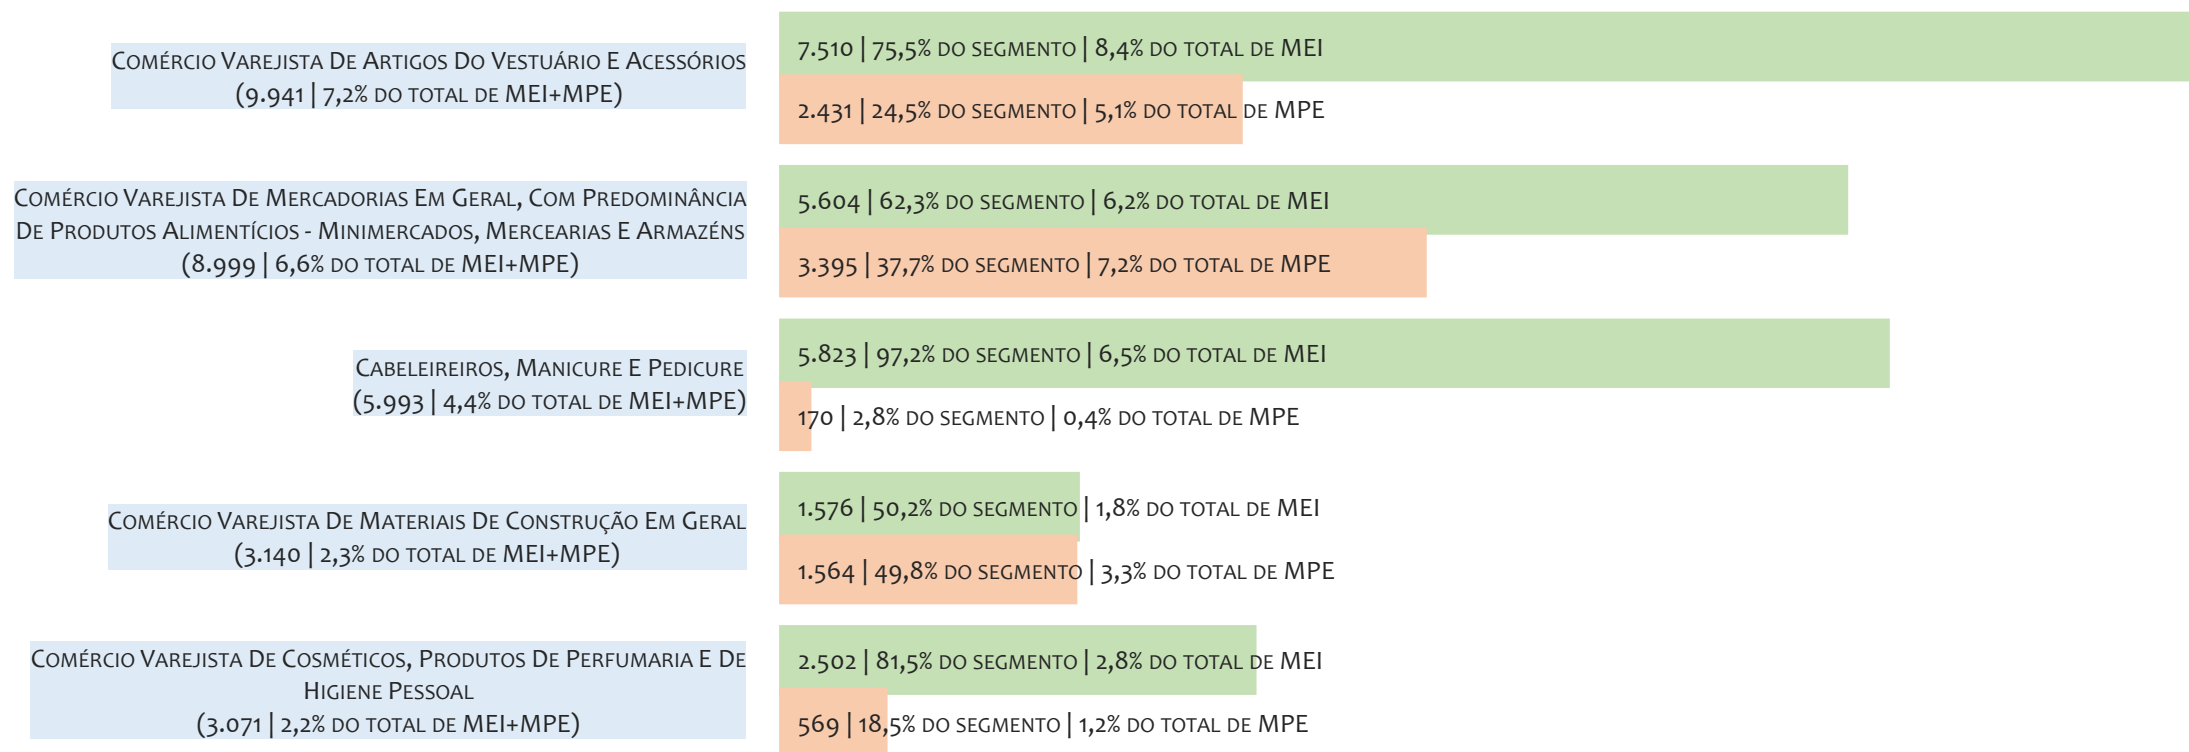 Comércio Varejista De Artigos Do Vestuário E Acessórios
(9.941 | 7,2% do total de MEI+MPE)
7.510 | 75,5% do segmento | 8,4% do total de MEI
2.431 | 24,5% do segmento | 5,1% do total de MPE
Comércio Varejista De Mercadorias Em Geral, Com Predominância
De Produtos Alimentícios - Minimercados, Mercearias E Armazéns
(8.999 | 6,6% do total de MEI+MPE)
5.604 | 62,3% do segmento | 6,2% do total de MEI
3.395 | 37,7% do segmento | 7,2% do total de MPE
Cabeleireiros, Manicure E Pedicure
(5.993 | 4,4% do total de MEI+MPE)
5.823 | 97,2% do segmento | 6,5% do total de MEI
170 | 2,8% do segmento | 0,4% do total de MPE
Comércio Varejista De Materiais De Construção Em Geral
(3.140 | 2,3% do total de MEI+MPE)
1.576 | 50,2% do segmento | 1,8% do total de MEI
1.564 | 49,8% do segmento | 3,3% do total de MPE
Comércio Varejista De Cosméticos, Produtos De Perfumaria E De
Higiene Pessoal
(3.071 | 2,2% do total de MEI+MPE)
2.502 | 81,5% do segmento | 2,8% do total de MEI
569 | 18,5% do segmento | 1,2% do total de MPE